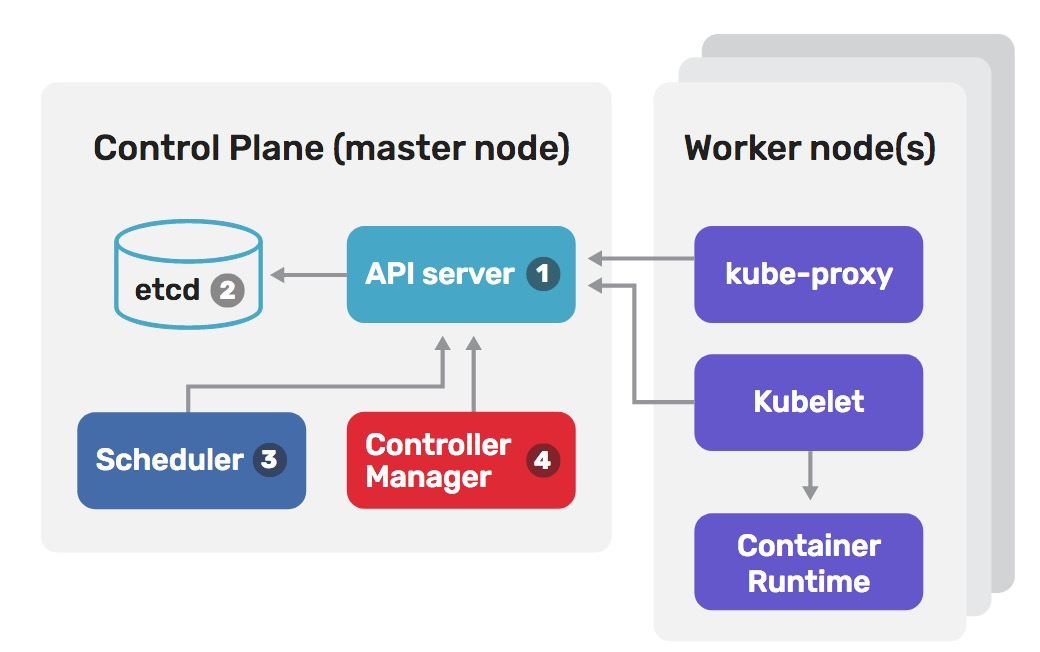 Control Plane (master node)
etcd 2
API server 1
Scheduler 3
Controller
Manager 4
Worker node(s)
kube-proxy
Kubelet
Container
Runtime